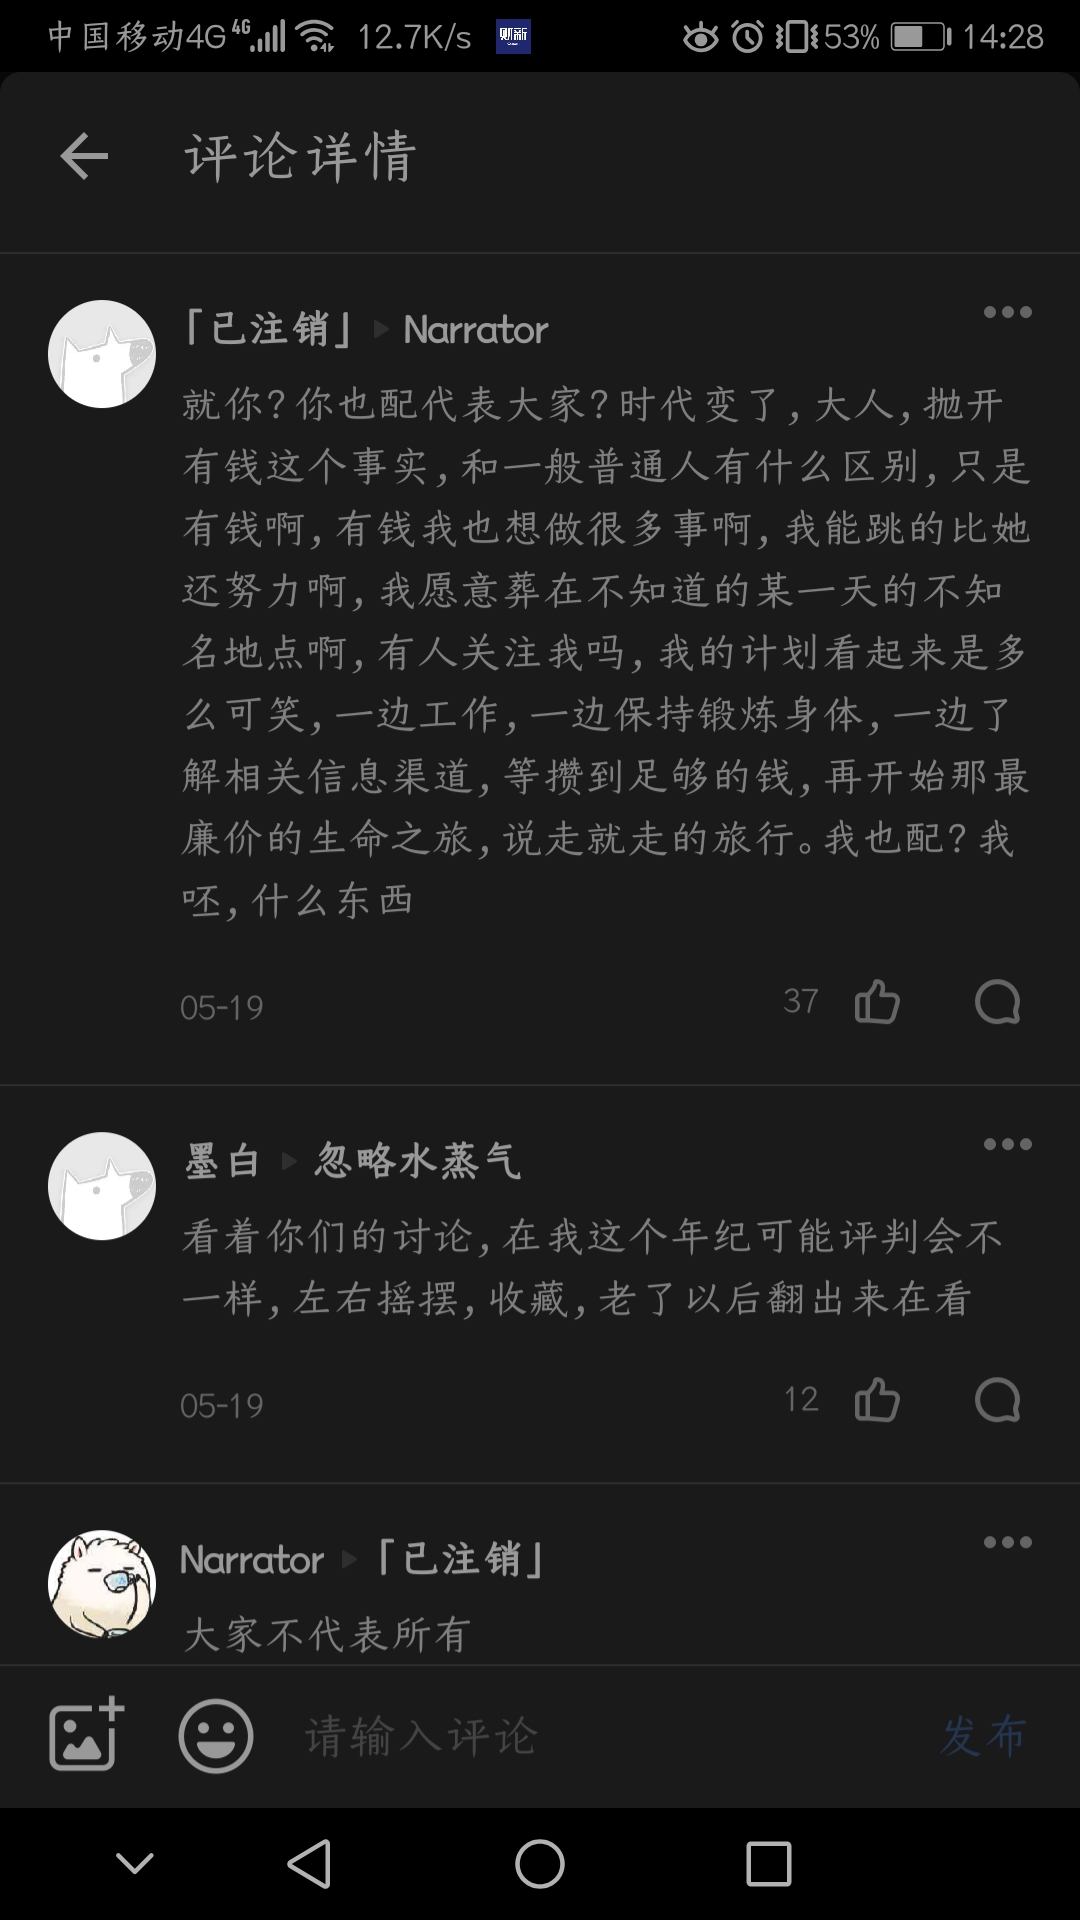 中国移动4G 4G 12.7K/s 财新 53% 14:28
评论详情
「已注销」 Narrator
就你?你也配代表大家?时代变了,大人,抛开
有钱这个事实,和一般普通人有什么区别,只是
有钱啊,有钱我也想做很多事啊,我能跳的比她
还努力啊,我愿意葬在不知道的某一天的不知
名地点啊,有人关注我吗,我的计划看起来是多
么可笑,一边工作,一边保持锻炼身体,一边了
解相关信息渠道,等攒到足够的钱,再开始那最
廉价的生命之旅,说走就走的旅行。我也配?我
呸,什么东西
05-19 37
墨白 忽略水蒸气
看着你们的讨论,在我这个年纪可能评判会不
一样,左右摇摆,收藏,老了以后翻出来在看
05-19 12
Narrator 「已注销」
大家不代表所有
请输入评论 发布